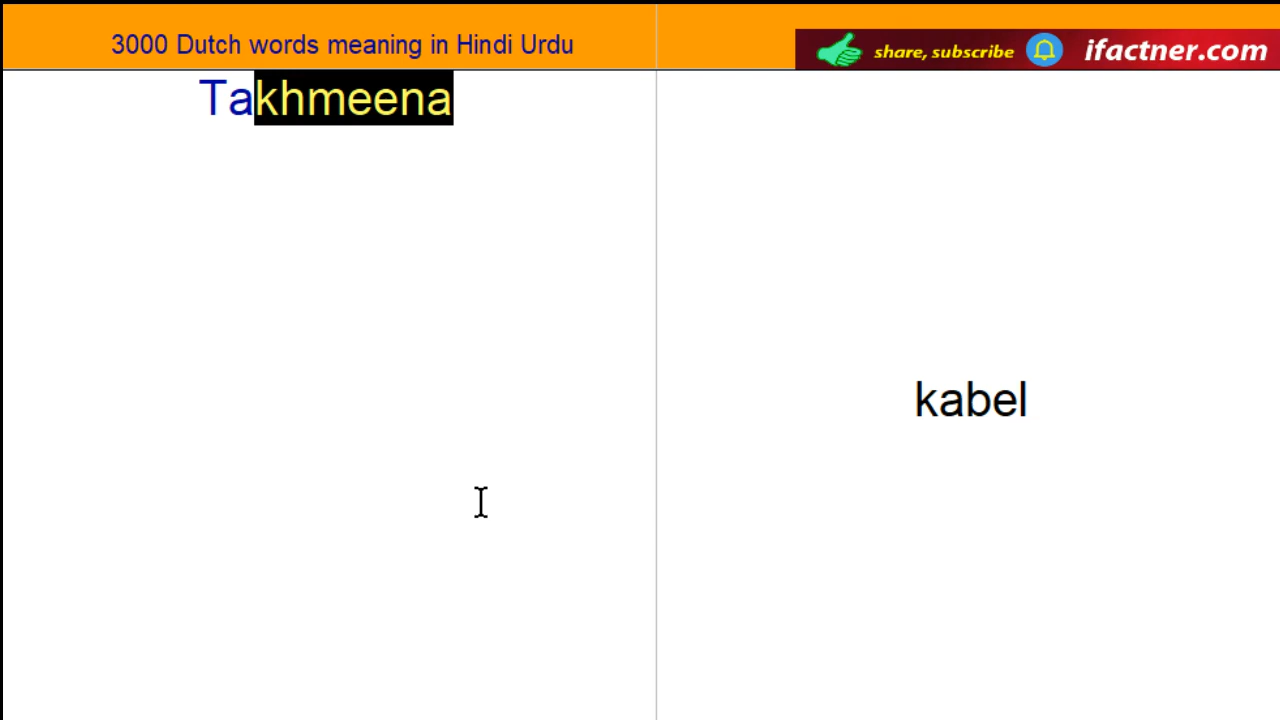 3000 Dutch words meaning in Hindi Urdu
share, subscribe ifactner.com
Takhmeena
kabel